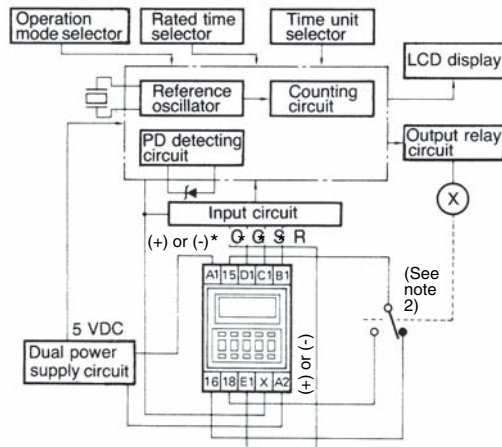 Operation mode selector
Rated time selector
Time unit selector
LCD display
Reference oscillator
Counting circuit
Output relay circuit
PD detecting circuit
X
Input circuit
(+) or (-)*
G* G* S* R
A1 15 D1 C1 B1
(See note 2)
5 VDC
Dual power supply circuit
(+) or (-)
16 18 E1 X A2